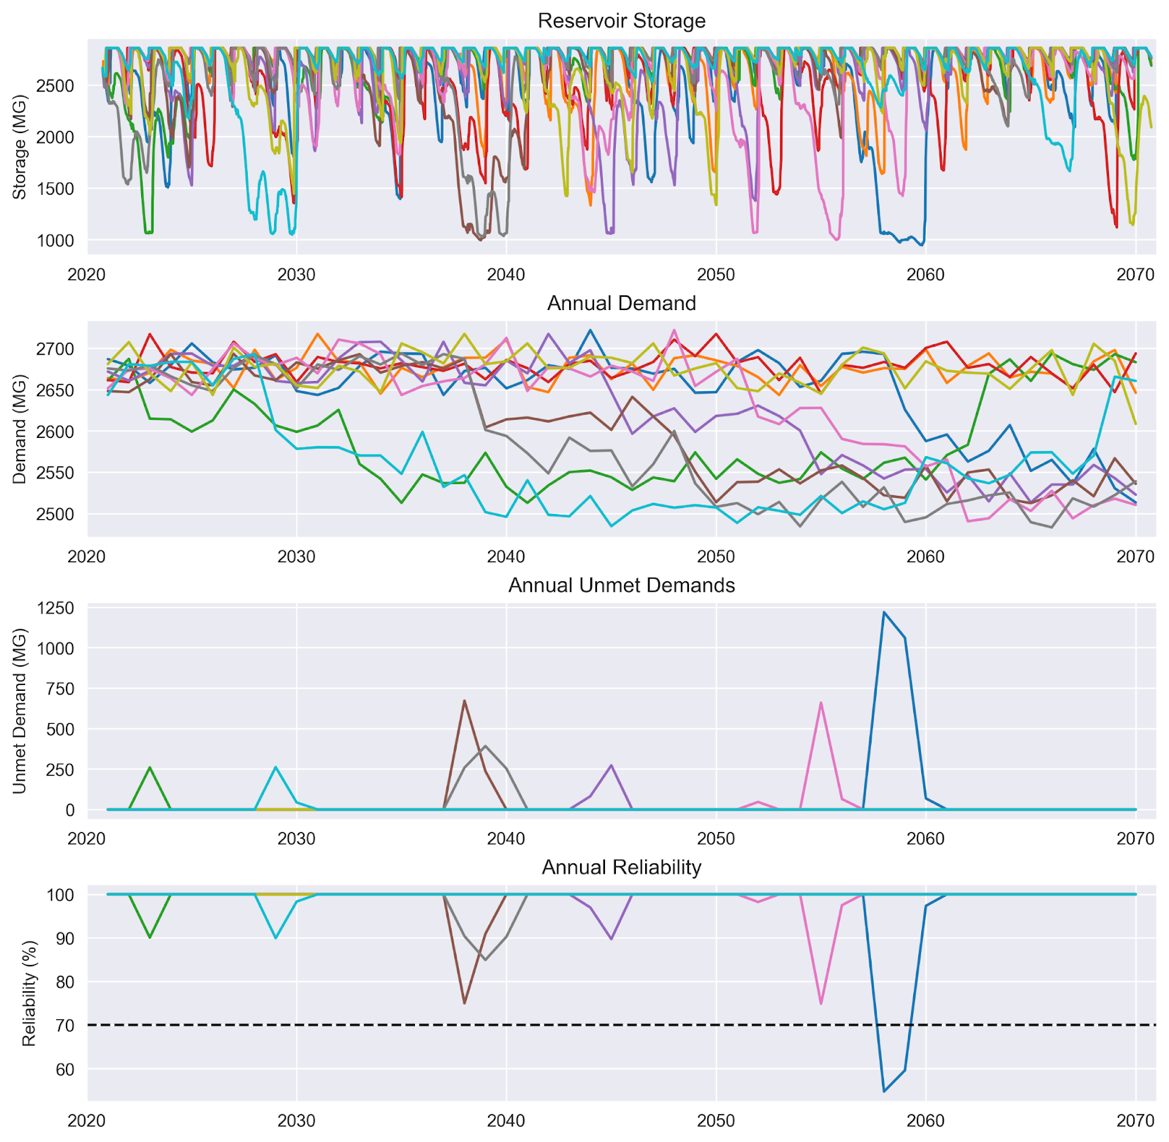 Reservoir Storage
Storage (MG)
2500
2000
1500
1000
2020 2030 2040 2050 2060 2070
Annual Demand
Demand (MG)
2700
2650
2600
2550
2500
2020 2030 2040 2050 2060 2070
Annual Unmet Demands
Unmet Demand (MG)
1250
1000
750
500
250
0
2020 2030 2040 2050 2060 2070
Annual Reliability
Reliability (%)
100
90
80
70
60
2020 2030 2040 2050 2060 2070